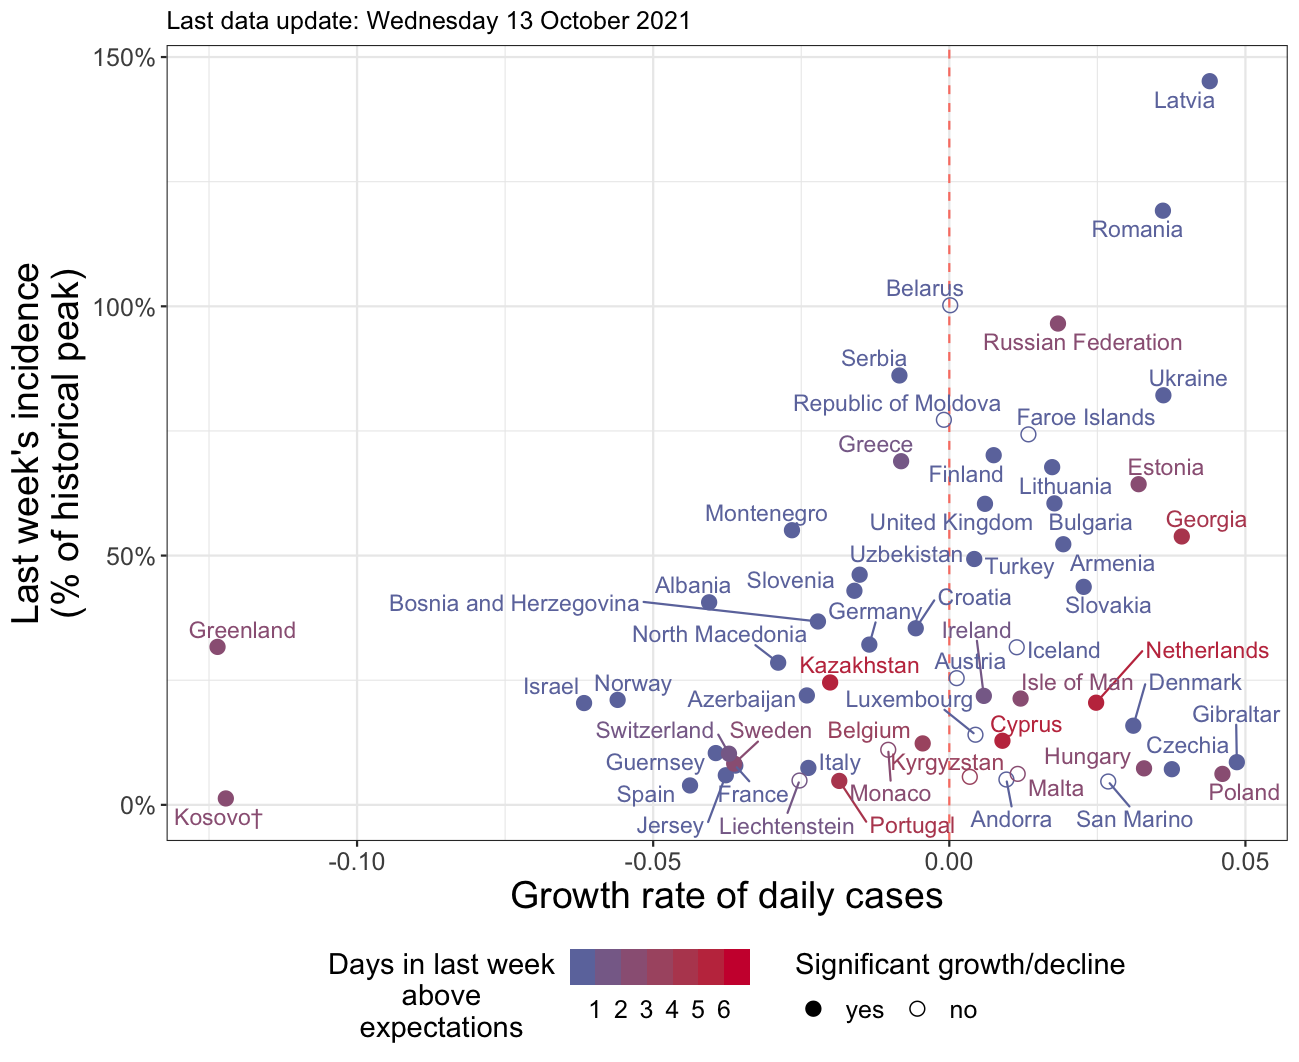 Last data update: Wednesday 13 October 2021
150%
100%
50%
0%
Last week's incidence
(% of historical peak)
Latvia
Romania
Belarus
Russian Federation
Serbia
Ukraine
Republic of Moldova
Faroe Islands
Greece
Finland
Estonia
Lithuania
Montenegro
United Kingdom
Bulgaria
Georgia
Uzbekistan
Turkey
Armenia
Albania
Slovenia
Bosnia and Herzegovina
Germany
Croatia
Slovakia
Greenland
North Macedonia
Ireland
Iceland
Netherlands
Kazakhstan
Austria
Israel
Norway
Azerbaijan
Luxembourg
Isle of Man
Denmark
Gibraltar
Switzerland
Sweden
Belgium
Cyprus
Czechia
Guernsey
Italy
Kyrgyzstan
Hungary
Spain
France
Monaco
Malta
Poland
Kosovo†
Jersey
Liechtenstein
Portugal
Andorra
San Marino
-0.10
-0.05
0.00
0.05
Growth rate of daily cases
Days in last week
above
expectations
1 2 3 4 5 6
Significant growth/decline
yes
no